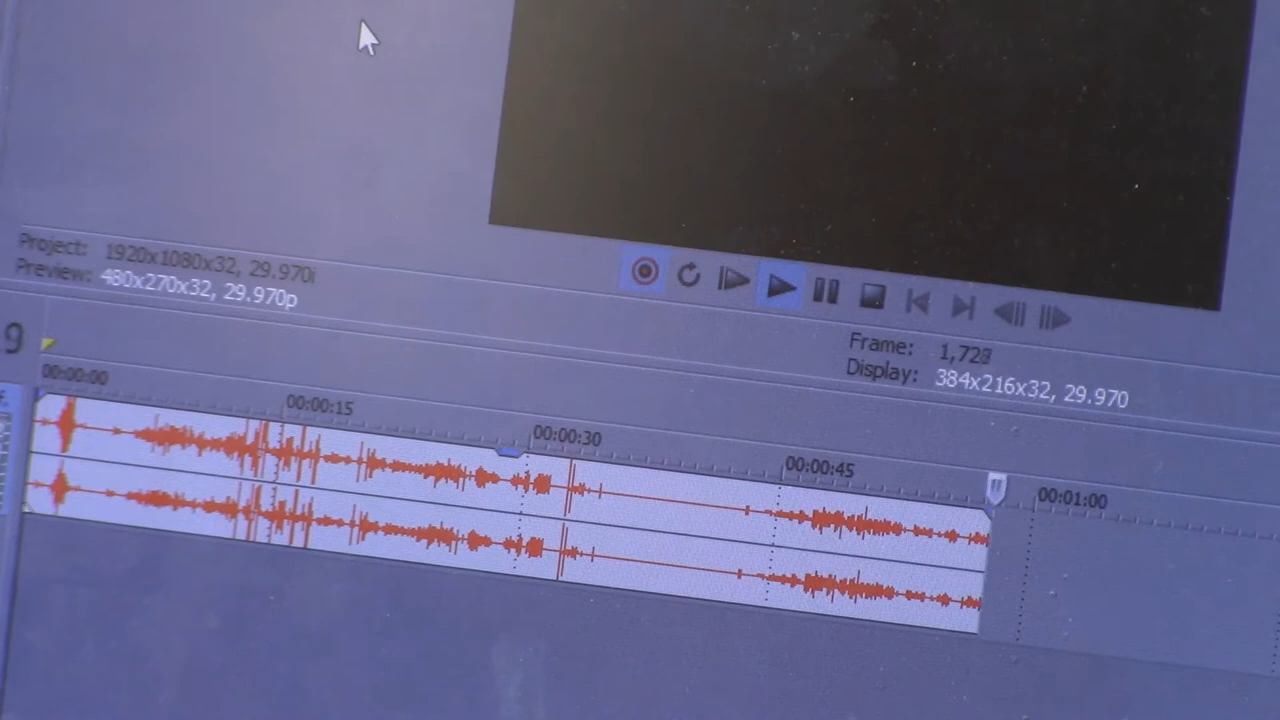 Project: 1920x1080x32, 29.970i
Preview: 480x270x32, 29.970p
Frame:
Display: 384x216x32, 29.970
9
00:00:00 00:00:15 00:00:30 00:00:45 00:01:00